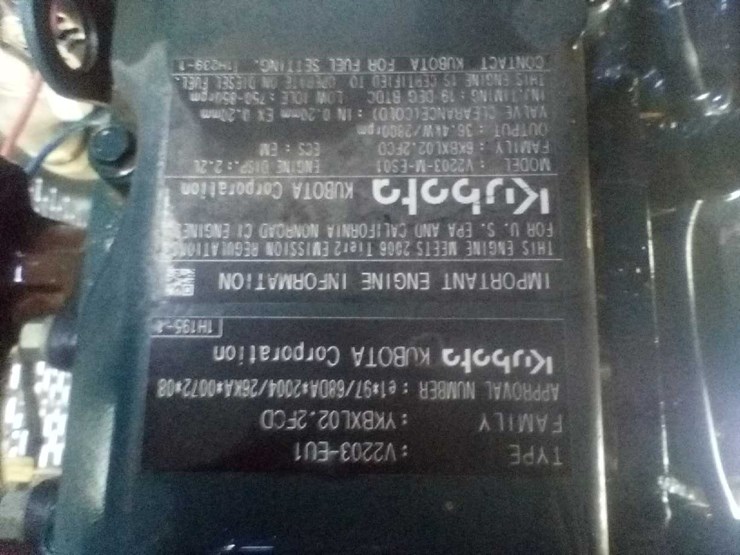 TYPE : V2203-EU1
FAMILY : YKBXL02.2FCD
APPROVAL NUMBER : e1*97/68DA*2004/26KA*0072*08
Kubota KUBOTA Corporation
IMPORTANT ENGINE INFORMATION
THIS ENGINE MEETS 2006 Tier2 EMISSION REGULATIONS
FOR U.S. EPA AND CALIFORNIA NONROAD CI ENGINES
Kubota KUBOTA Corporation
MODEL : V2203-M-ES01 ENGINE DISP.: 2.2L
FAMILY : 6KBXL02.2FCD ECS : EM
OUTPUT : 36.4kW/2800rpm
VALVE CLEARANCE(COLD) : IN 0.20mm EX 0.20mm
INJ.TIMING : 19 DEG BTDC LOW IDLE : 750-850rpm
THIS ENGINE IS CERTIFIED TO OPERATE ON DIESEL FUEL.
CONTACT KUBOTA FOR FUEL SETTING.